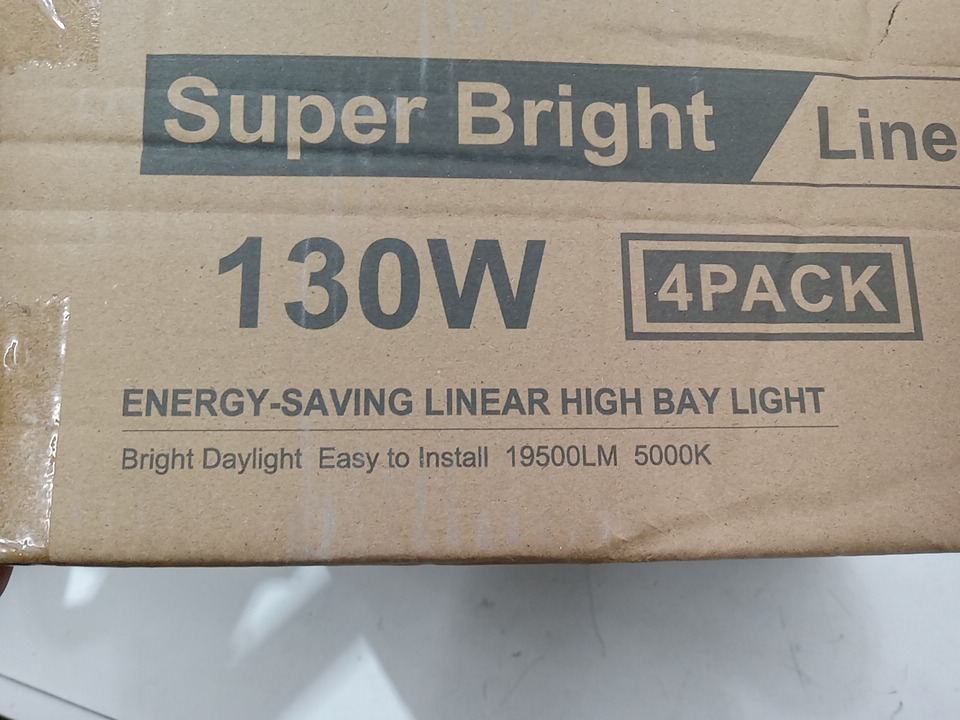 Super Bright Line
130W 4PACK
ENERGY-SAVING LINEAR HIGH BAY LIGHT
Bright Daylight Easy to Install 19500LM 5000K